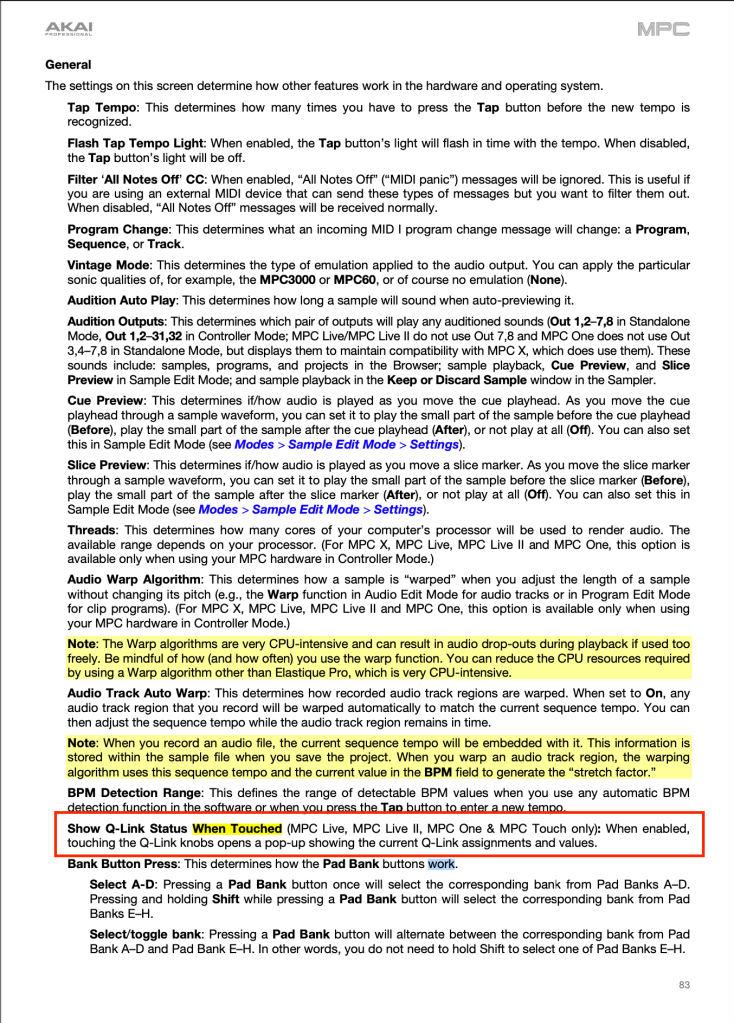 AKAI
PROFESSIONAL
MPC
General
The settings on this screen determine how other features work in the hardware and operating system.
Tap Tempo: This determines how many times you have to press the Tap button before the new tempo is
recognized.
Flash Tap Tempo Light: When enabled, the Tap button's light will flash in time with the tempo. When disabled,
the Tap button's light will be off.
Filter 'All Notes Off' CC: When enabled, “All Notes Off” (“MIDI panic”) messages will be ignored. This is useful if
you are using an external MIDI device that can send these types of messages but you want to filter them out.
When disabled, “All Notes Off” messages will be received normally.
Program Change: This determines what an incoming MID I program change message will change: a Program,
Sequence, or Track.
Vintage Mode: This determines the type of emulation applied to the audio output. You can apply the particular
sonic qualities of, for example, the MPC3000 or MPC60, or of course no emulation (None).
Audition Auto Play: This determines how long a sample will sound when auto-previewing it.
Audition Outputs: This determines which pair of outputs will play any auditioned sounds (Out 1,2–7,8 in Standalone
Mode, Out 1,2–31,32 in Controller Mode; MPC Live/MPC Live II do not use Out 7,8 and MPC One does not use Out
3,4–7,8 in Standalone Mode, but displays them to maintain compatibility with MPC X, which does use them). These
sounds include: samples, programs, and projects in the Browser; sample playback, Cue Preview, and Slice
Preview in Sample Edit Mode; and sample playback in the Keep or Discard Sample window in the Sampler.
Cue Preview: This determines if/how audio is played as you move the cue playhead. As you move the cue
playhead through a sample waveform, you can set it to play the small part of the sample before the cue playhead
(Before), play the small part of the sample after the cue playhead (After), or not play at all (Off). You can also set
this in Sample Edit Mode (see Modes > Sample Edit Mode > Settings).
Slice Preview: This determines if/how audio is played as you move a slice marker. As you move the slice marker
through a sample waveform, you can set it to play the small part of the sample before the slice marker (Before),
play the small part of the sample after the slice marker (After), or not play at all (Off). You can also set this in
Sample Edit Mode (see Modes > Sample Edit Mode > Settings).
Threads: This determines how many cores of your computer's processor will be used to render audio. The
available range depends on your processor. (For MPC X, MPC Live, MPC Live II and MPC One, this option is
available only when using your MPC hardware in Controller Mode.)
Audio Warp Algorithm: This determines how a sample is “warped” when you adjust the length of a sample
without changing its pitch (e.g., the Warp function in Audio Edit Mode for audio tracks or in Program Edit Mode
for clip programs). (For MPC X, MPC Live, MPC Live II and MPC One, this option is available only when using
your MPC hardware in Controller Mode.)
Note: The Warp algorithms are very CPU-intensive and can result in audio drop-outs during playback if used too
freely. Be mindful of how (and how often) you use the warp function. You can reduce the CPU resources required
by using a Warp algorithm other than Elastique Pro, which is very CPU-intensive.
Audio Track Auto Warp: This determines how recorded audio track regions are warped. When set to On, any
audio track region that you record will be warped automatically to match the current sequence tempo. You can
then adjust the sequence tempo while the audio track region remains in time.
Note: When you record an audio file, the current sequence tempo will be embedded with it. This information is
stored within the sample file when you save the project. When you warp an audio track region, the warping
algorithm uses this sequence tempo and the current value in the BPM field to generate the “stretch factor.”
BPM Detection Range: This defines the range of detectable BPM values when you use any automatic BPM
detection function in the software or when you press the Tap button to enter a new tempo.
Show Q-Link Status When Touched (MPC Live, MPC Live II, MPC One & MPC Touch only): When enabled,
touching the Q-Link knobs opens a pop-up showing the current Q-Link assignments and values.
Bank Button Press: This determines how the Pad Bank buttons work.
Select A-D: Pressing a Pad Bank button once will select the corresponding bank from Pad Banks A–D.
Pressing and holding Shift while pressing a Pad Bank button will select the corresponding bank from Pad
Banks E–H.
Select/toggle bank: Pressing a Pad Bank button will alternate between the corresponding bank from Pad
Bank A–D and Pad Bank E–H. In other words, you do not need to hold Shift to select one of Pad Banks E–H.
83